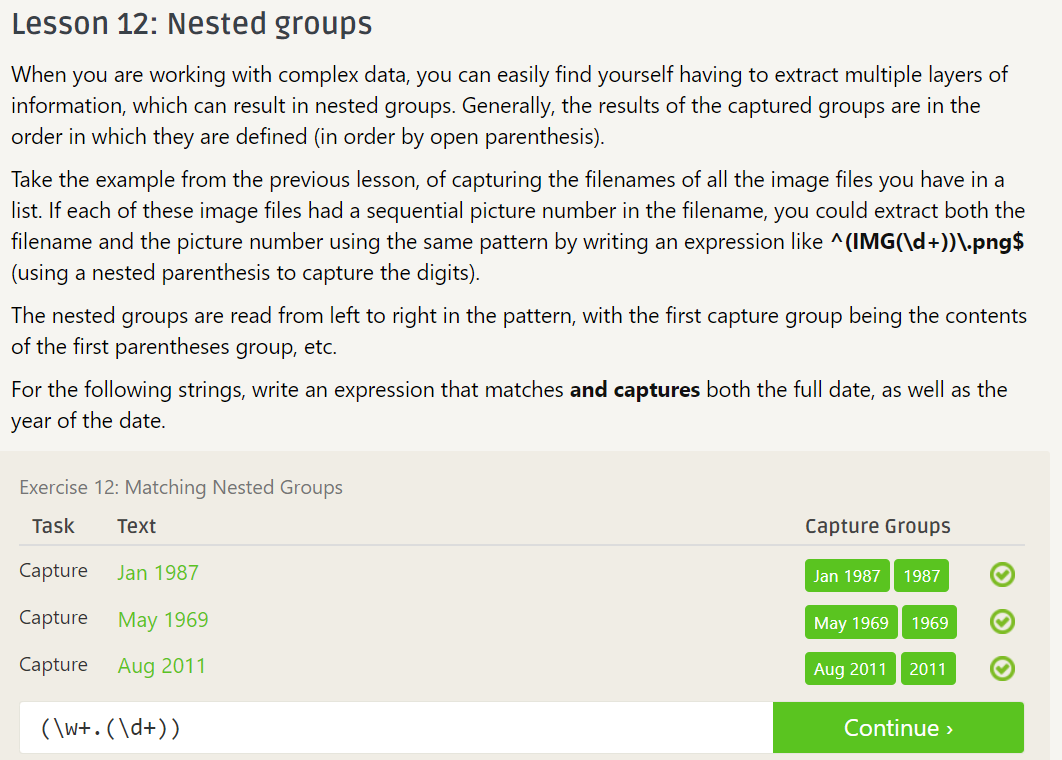 Lesson 12: Nested groups
When you are working with complex data, you can easily find yourself having to extract multiple layers of
information, which can result in nested groups. Generally, the results of the captured groups are in the
order in which they are defined (in order by open parenthesis).
Take the example from the previous lesson, of capturing the filenames of all the image files you have in a
list. If each of these image files had a sequential picture number in the filename, you could extract both the
filename and the picture number using the same pattern by writing an expression like ^(IMG(\d+))\.png$
(using a nested parenthesis to capture the digits).
The nested groups are read from left to right in the pattern, with the first capture group being the contents
of the first parentheses group, etc.
For the following strings, write an expression that matches and captures both the full date, as well as the
year of the date.
Exercise 12: Matching Nested Groups
Task Text Capture Groups
Capture Jan 1987 Jan 1987 1987
Capture May 1969 May 1969 1969
Capture Aug 2011 Aug 2011 2011
(\w+.(\d+)) Continue ›